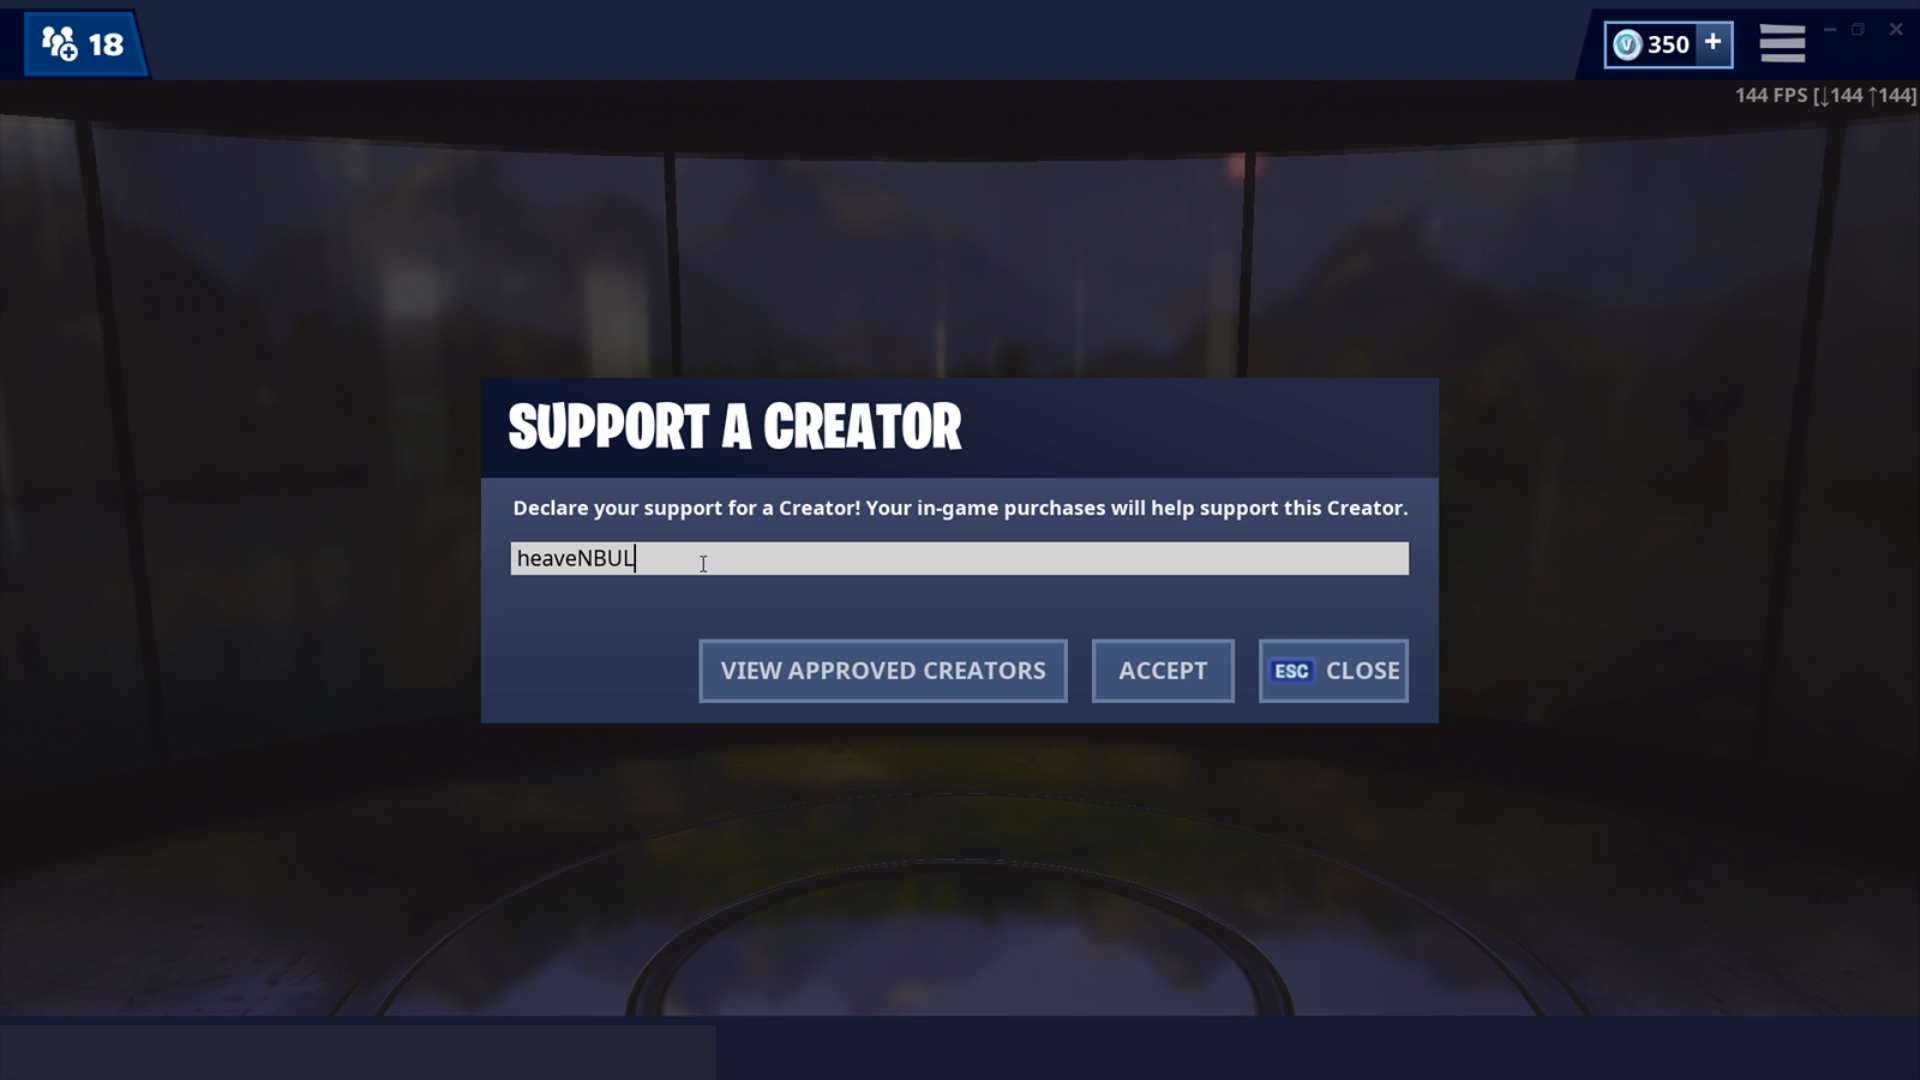 18
350 +
144 FPS [↓144 ↑144]
SUPPORT A CREATOR
Declare your support for a Creator! Your in-game purchases will help support this Creator.
heaveNBUL
VIEW APPROVED CREATORS ACCEPT ESC CLOSE